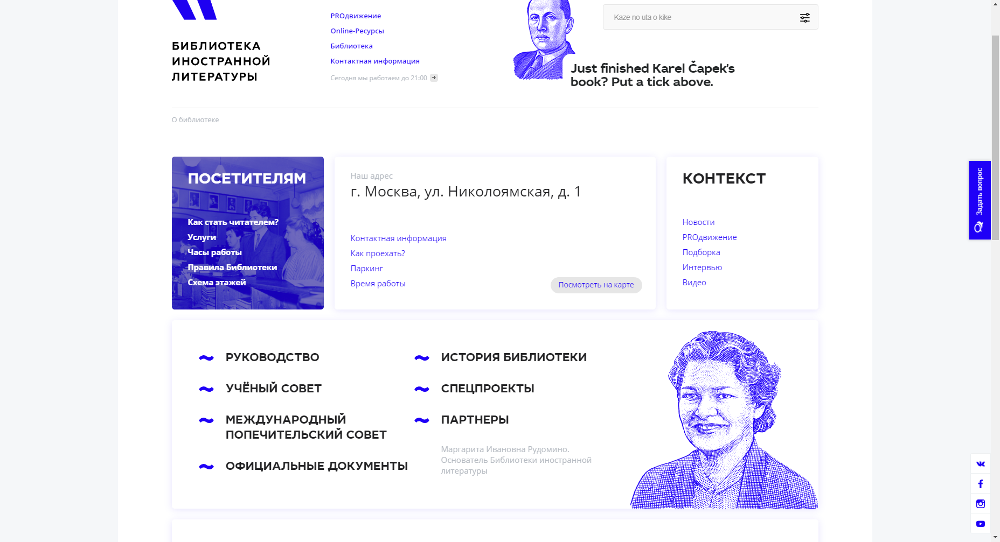 БИБЛИОТЕКА
ИНОСТРАННОЙ
ЛИТЕРАТУРЫ
PROдвижение
Online-Ресурсы
Библиотека
Контактная информация
Сегодня мы работаем до 21:00
Just finished Karel Čapek's
book? Put a tick above.
Kaze no uta o kike
О библиотеке
ПОСЕТИТЕЛЯМ
Как стать читателем?
Услуги
Часы работы
Правила Библиотеки
Схема этажей
Наш адрес
г. Москва, ул. Николоямская, д. 1
Контактная информация
Как проехать?
Паркинг
Время работы
Посмотреть на карте
КОНТЕКСТ
Новости
PROдвижение
Подборка
Интервью
Видео
Задать вопрос
РУКОВОДСТВО
УЧЁНЫЙ СОВЕТ
МЕЖДУНАРОДНЫЙ
ПОПЕЧИТЕЛЬСКИЙ СОВЕТ
ОФИЦИАЛЬНЫЕ ДОКУМЕНТЫ
ИСТОРИЯ БИБЛИОТЕКИ
СПЕЦПРОЕКТЫ
ПАРТНЕРЫ
Маргарита Ивановна Рудомино.
Основатель Библиотеки иностранной
литературы